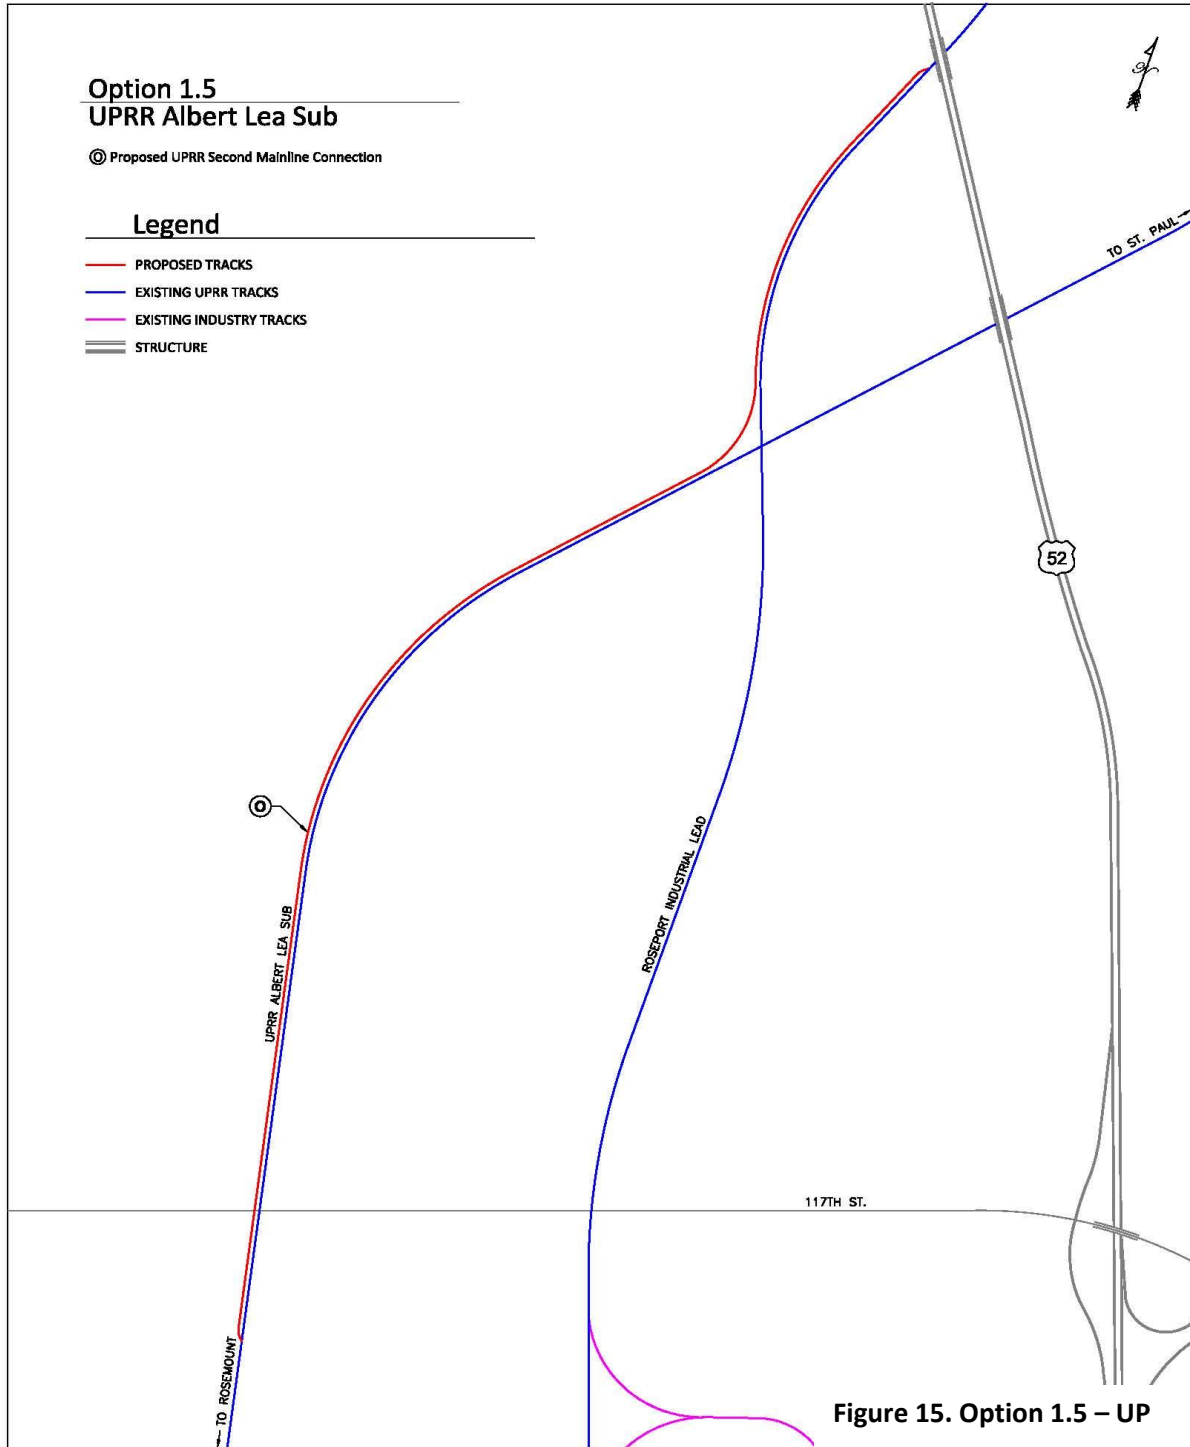 Option 1.5
UPRR Albert Lea Sub
O Proposed UPRR Second Mainline Connection
N
Legend
PROPOSED TRACKS
EXISTING UPRR TRACKS
EXISTING INDUSTRY TRACKS
STRUCTURE
TO ST. PAUL
52
O
ROSEPORT INDUSTRIAL LEAD
UPRR ALBERT LEA SUB
117TH ST.
TO ROSEMOUNT
Figure 15. Option 1.5 – UP